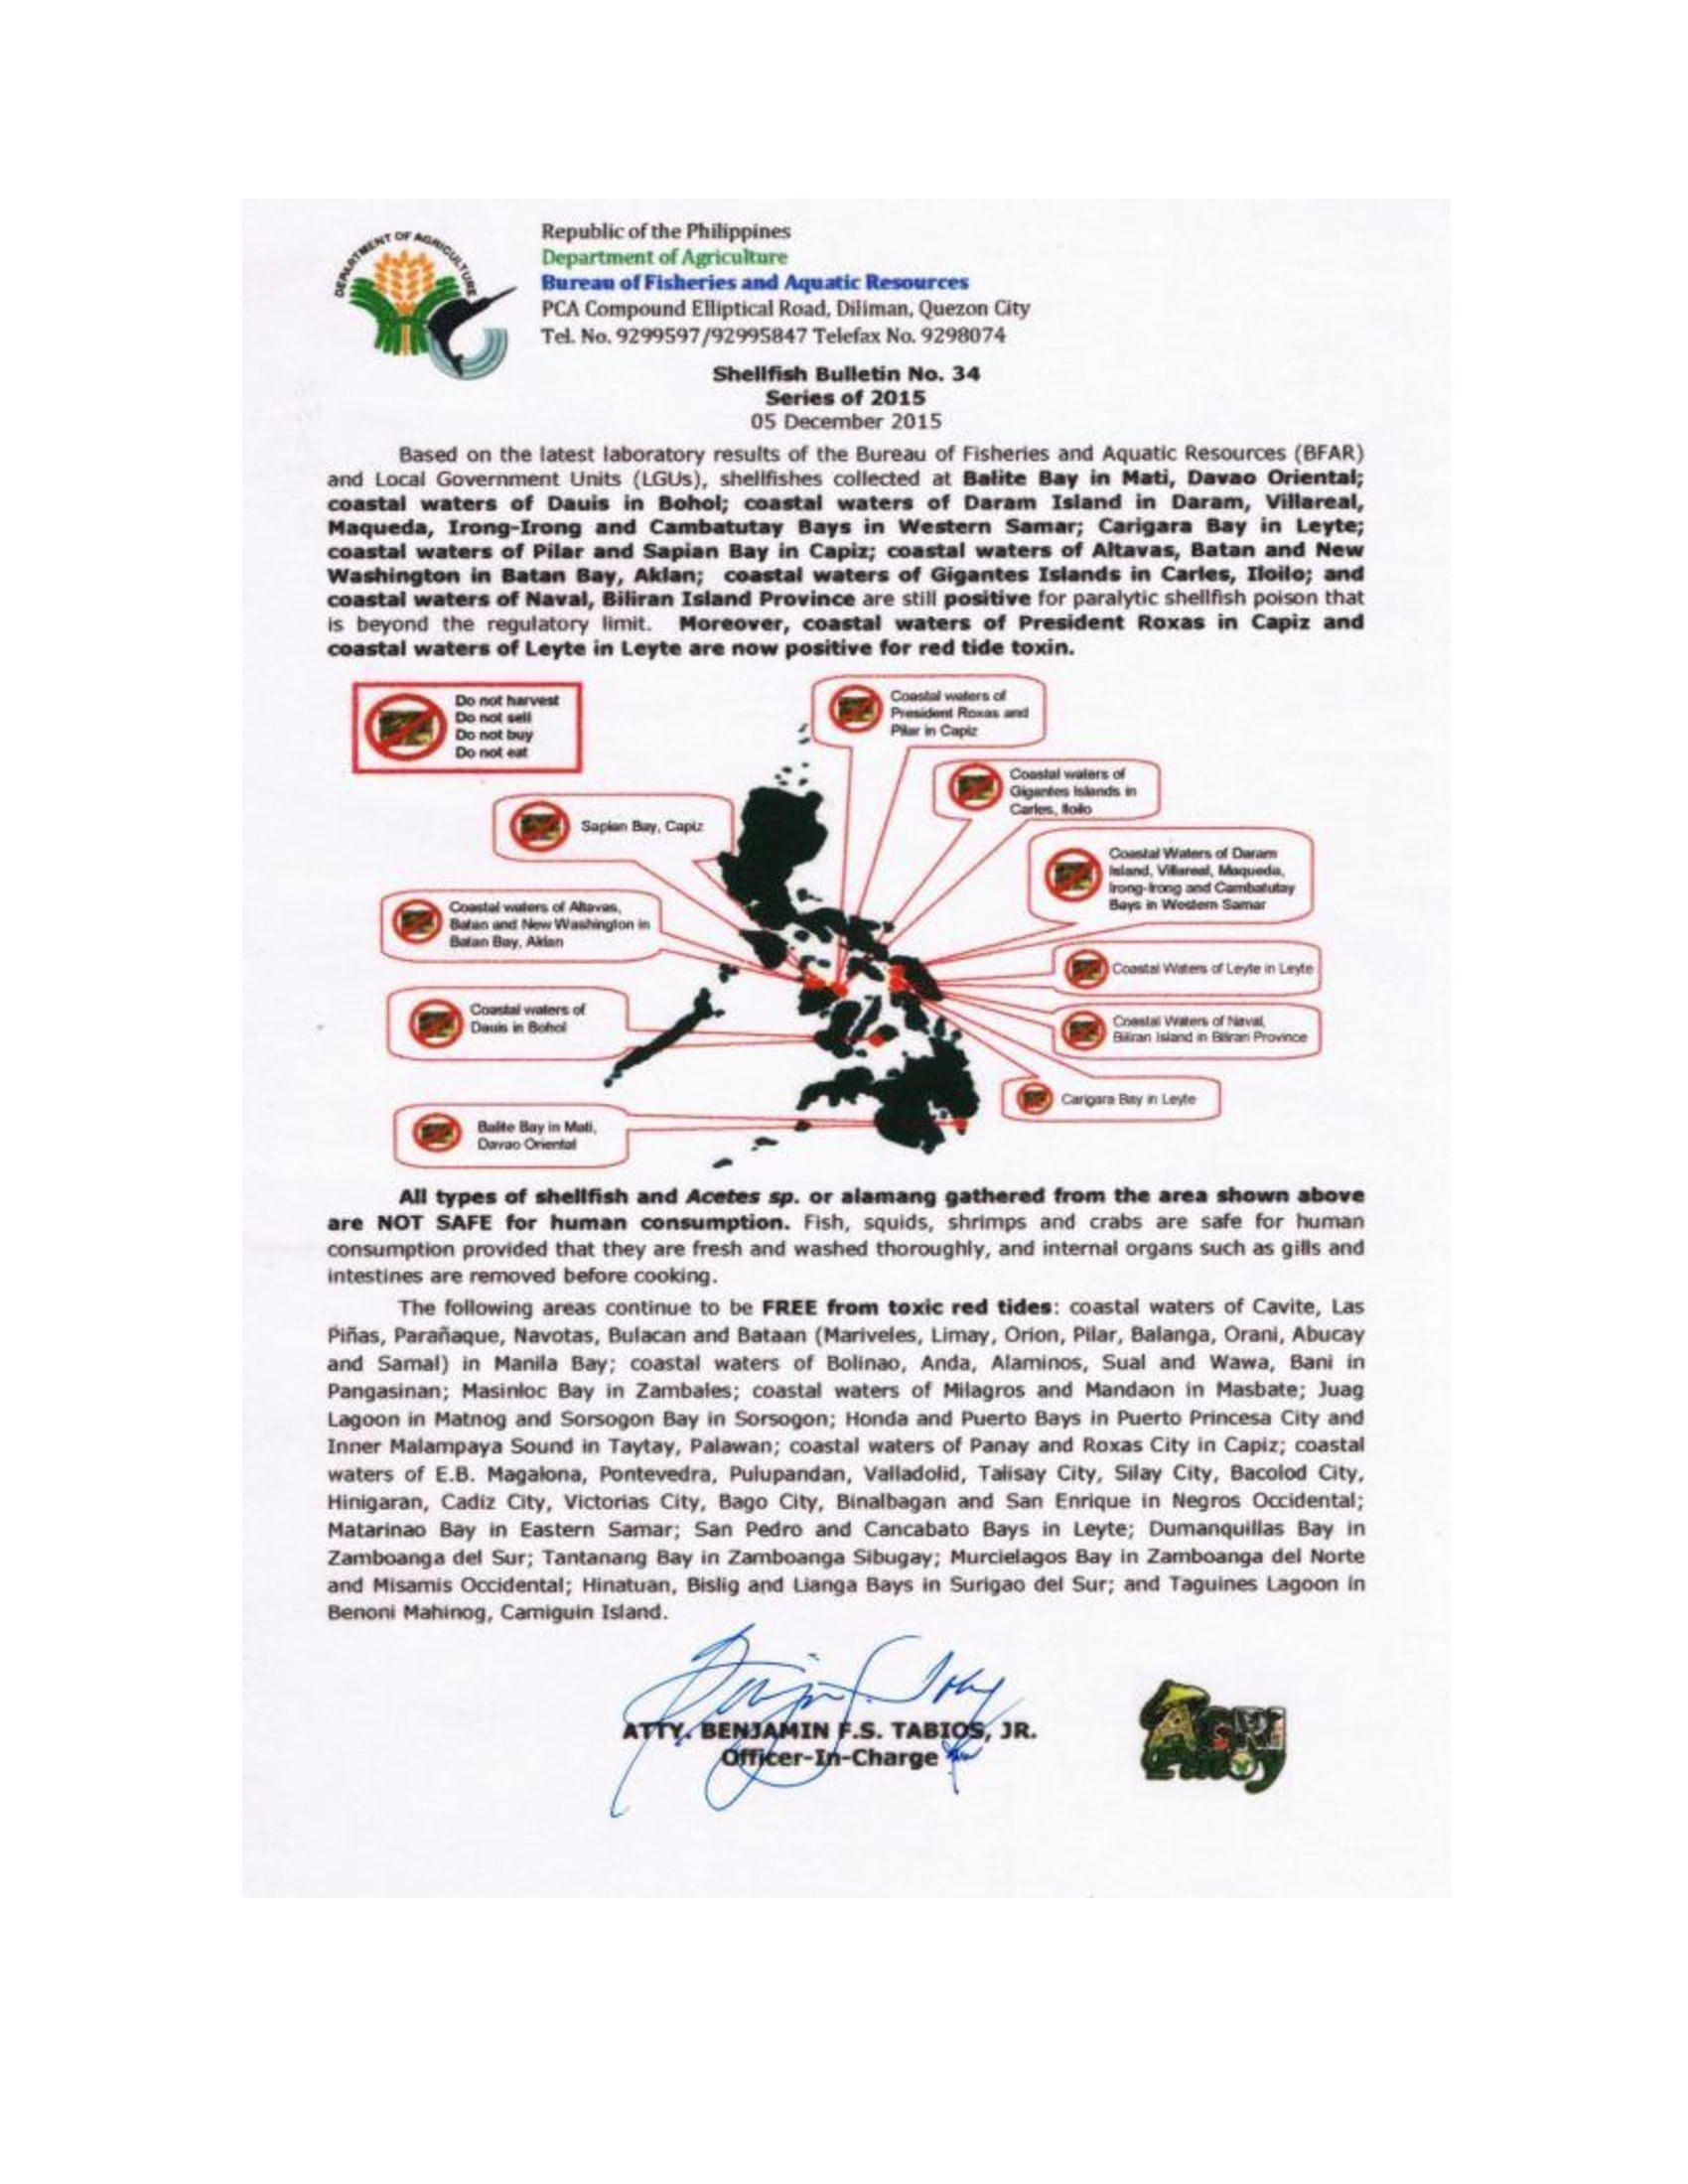 DEPARTMENT OF AGRICULTURE
Republic of the Philippines
Department of Agriculture
Bureau of Fisheries and Aquatic Resources
PCA Compound Elliptical Road, Diliman, Quezon City
Tel. No. 9299597/92995847 Telefax No. 9298074
Shellfish Bulletin No. 34
Series of 2015
05 December 2015
Based on the latest laboratory results of the Bureau of Fisheries and Aquatic Resources (BFAR)
and Local Government Units (LGUs), shellfishes collected at Balite Bay in Mati, Davao Oriental;
coastal waters of Dauis in Bohol; coastal waters of Daram Island in Daram, Villareal,
Maqueda, Irong-Irong and Cambatutay Bays in Western Samar; Carigara Bay in Leyte;
coastal waters of Pilar and Sapian Bay in Capiz; coastal waters of Altavas, Batan and New
Washington in Batan Bay, Aklan; coastal waters of Gigantes Islands in Carles, Iloilo; and
coastal waters of Naval, Biliran Island Province are still positive for paralytic shellfish poison that
is beyond the regulatory limit. Moreover, coastal waters of President Roxas in Capiz and
coastal waters of Leyte in Leyte are now positive for red tide toxin.
Do not harvest
Do not sell
Do not buy
Do not eat
Coastal waters of
President Roxas and
Pilar in Capiz
Coastal waters of
Gigantes Islands in
Carles, Iloilo
Sapian Bay, Capiz
Coastal Waters of Daram
Island, Villareal, Maqueda,
Irong-Irong and Cambatutay
Bays in Western Samar
Coastal waters of Altavas,
Batan and New Washington in
Batan Bay, Aklan
Coastal Waters of Leyte in Leyte
Coastal waters of
Dauis in Bohol
Coastal Waters of Naval,
Biliran Island in Biliran Province
Carigara Bay in Leyte
Balite Bay in Mati,
Davao Oriental
All types of shellfish and Acetes sp. or alamang gathered from the area shown above
are NOT SAFE for human consumption. Fish, squids, shrimps and crabs are safe for human
consumption provided that they are fresh and washed thoroughly, and internal organs such as gills and
intestines are removed before cooking.
The following areas continue to be FREE from toxic red tides: coastal waters of Cavite, Las
Piñas, Parañaque, Navotas, Bulacan and Bataan (Mariveles, Limay, Orion, Pilar, Balanga, Orani, Abucay
and Samal) in Manila Bay; coastal waters of Bolinao, Anda, Alaminos, Sual and Wawa, Bani in
Pangasinan; Masinloc Bay in Zambales; coastal waters of Milagros and Mandaon in Masbate; Juag
Lagoon in Matnog and Sorsogon Bay in Sorsogon; Honda and Puerto Bays in Puerto Princesa City and
Inner Malampaya Sound in Taytay, Palawan; coastal waters of Panay and Roxas City in Capiz; coastal
waters of E.B. Magalona, Pontevedra, Pulupandan, Valladolid, Talisay City, Silay City, Bacolod City,
Hinigaran, Cadiz City, Victorias City, Bago City, Binalbagan and San Enrique in Negros Occidental;
Matarinao Bay in Eastern Samar; San Pedro and Cancabato Bays in Leyte; Dumanquillas Bay in
Zamboanga del Sur; Tantanang Bay in Zamboanga Sibugay; Murcielagos Bay in Zamboanga del Norte
and Misamis Occidental; Hinatuan, Bislig and Lianga Bays in Surigao del Sur; and Taguines Lagoon in
Benoni Mahinog, Camiguin Island.
ATTY. BENJAMIN F.S. TABIOS, JR.
Officer-In-Charge
AGRI
Pinoy